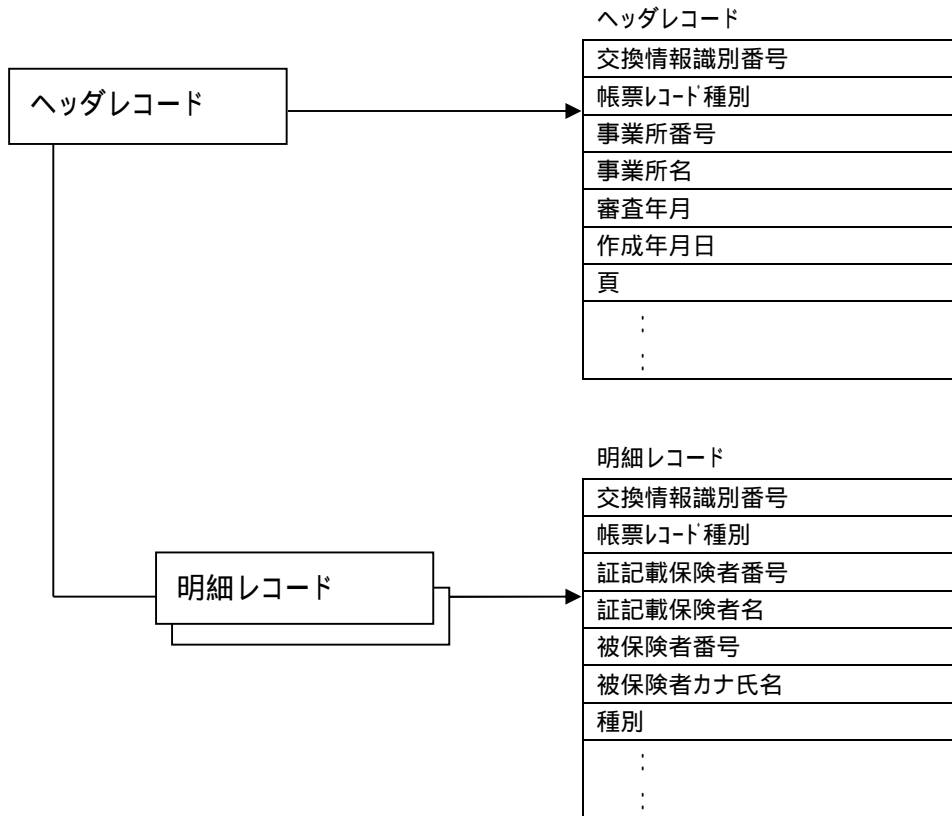 ヘッダレコード
ヘッダレコード
交換情報識別番号
帳票ﾚｺｰﾄﾞ種別
事業所番号
事業所名
審査年月
作成年月日
頁
:
:
明細レコード
明細レコード
交換情報識別番号
帳票ﾚｺｰﾄﾞ種別
証記載保険者番号
証記載保険者名
被保険者番号
被保険者カナ氏名
種別
:
: